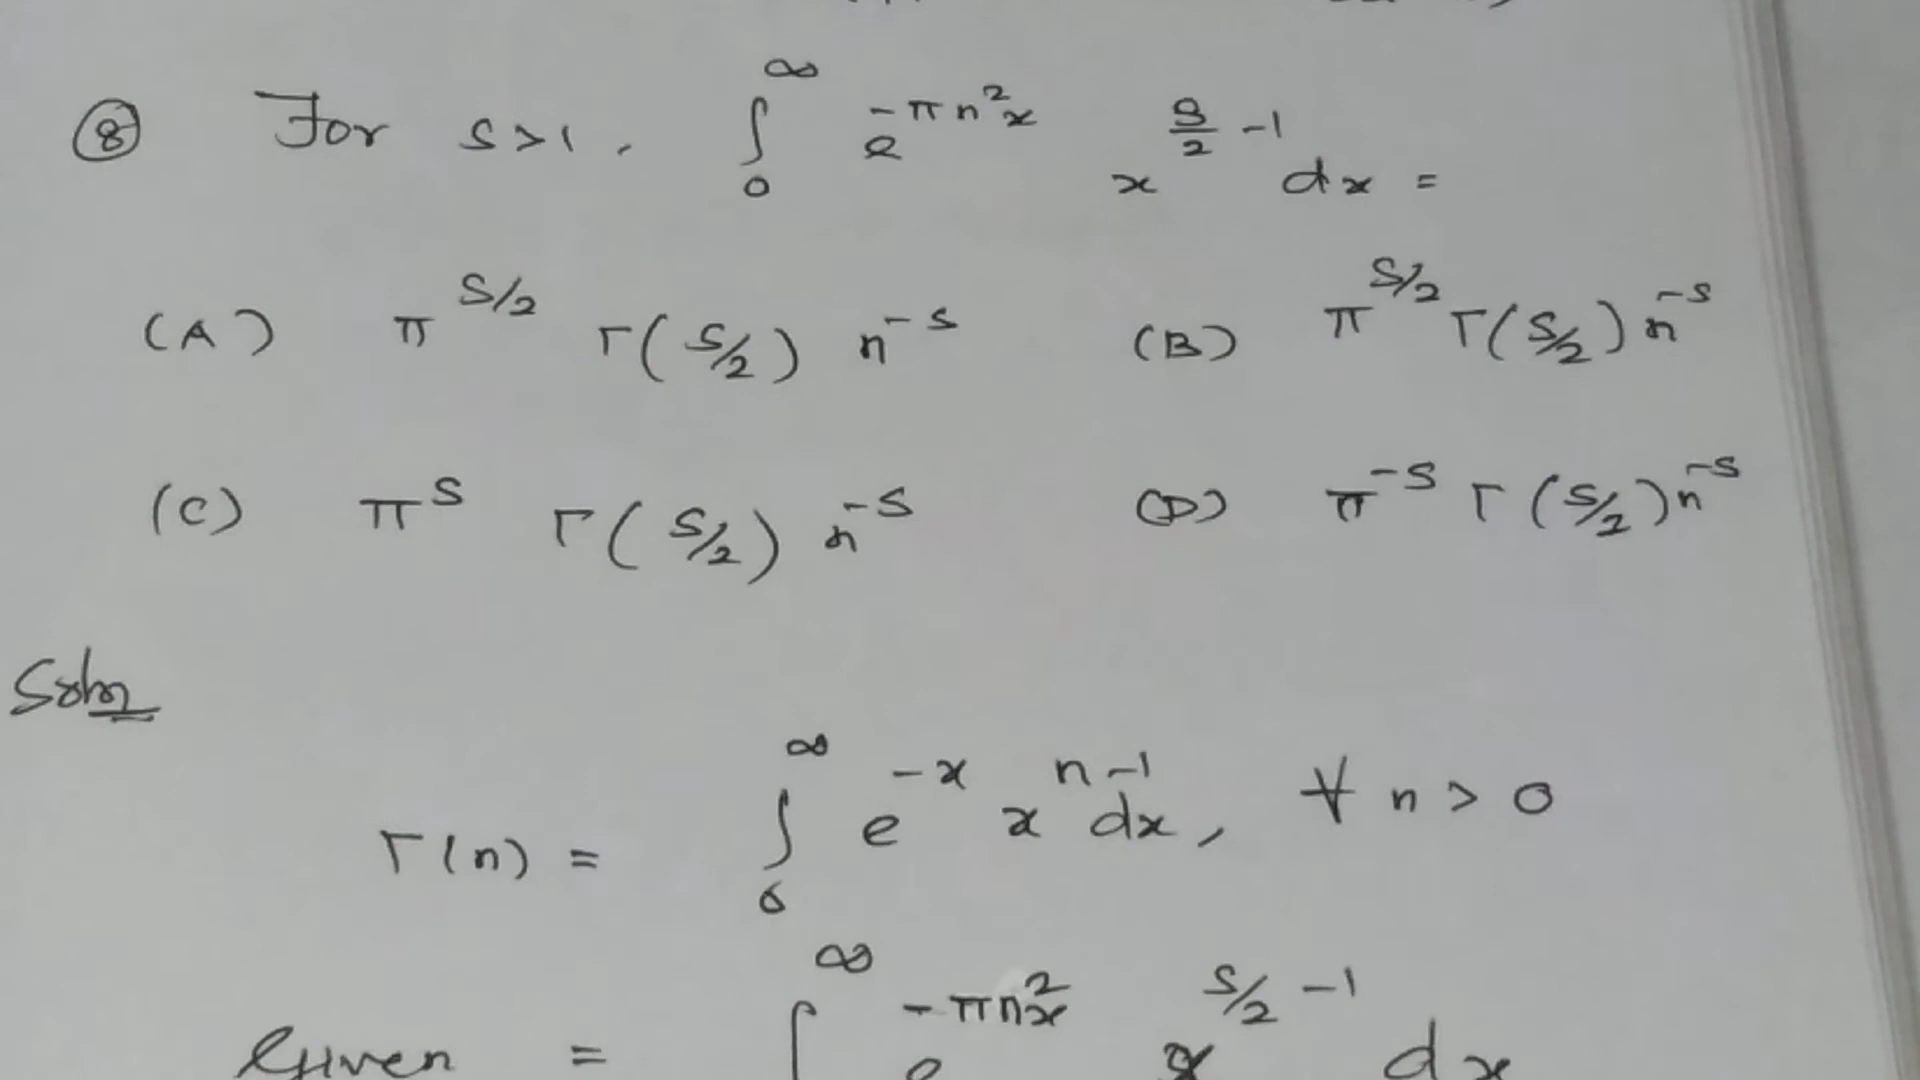 ⑧ For s>1, ∫₀^∞ e^{-πn²x} x^{s/2 -1} dx =
(A) π^{s/2} Γ(s/2) n^{-s} (B) π^{s/2} Γ(s/2) n^{-s}
(C) π^s Γ(s/2) n^{-s} (D) π^{-s} Γ(s/2) n^{-s}
Soln
Γ(n) = ∫₀^∞ e^{-x} x^{n-1} dx, ∀ n > 0
Given = ∫^∞ e^{-πn²x} x^{s/2 -1} dx